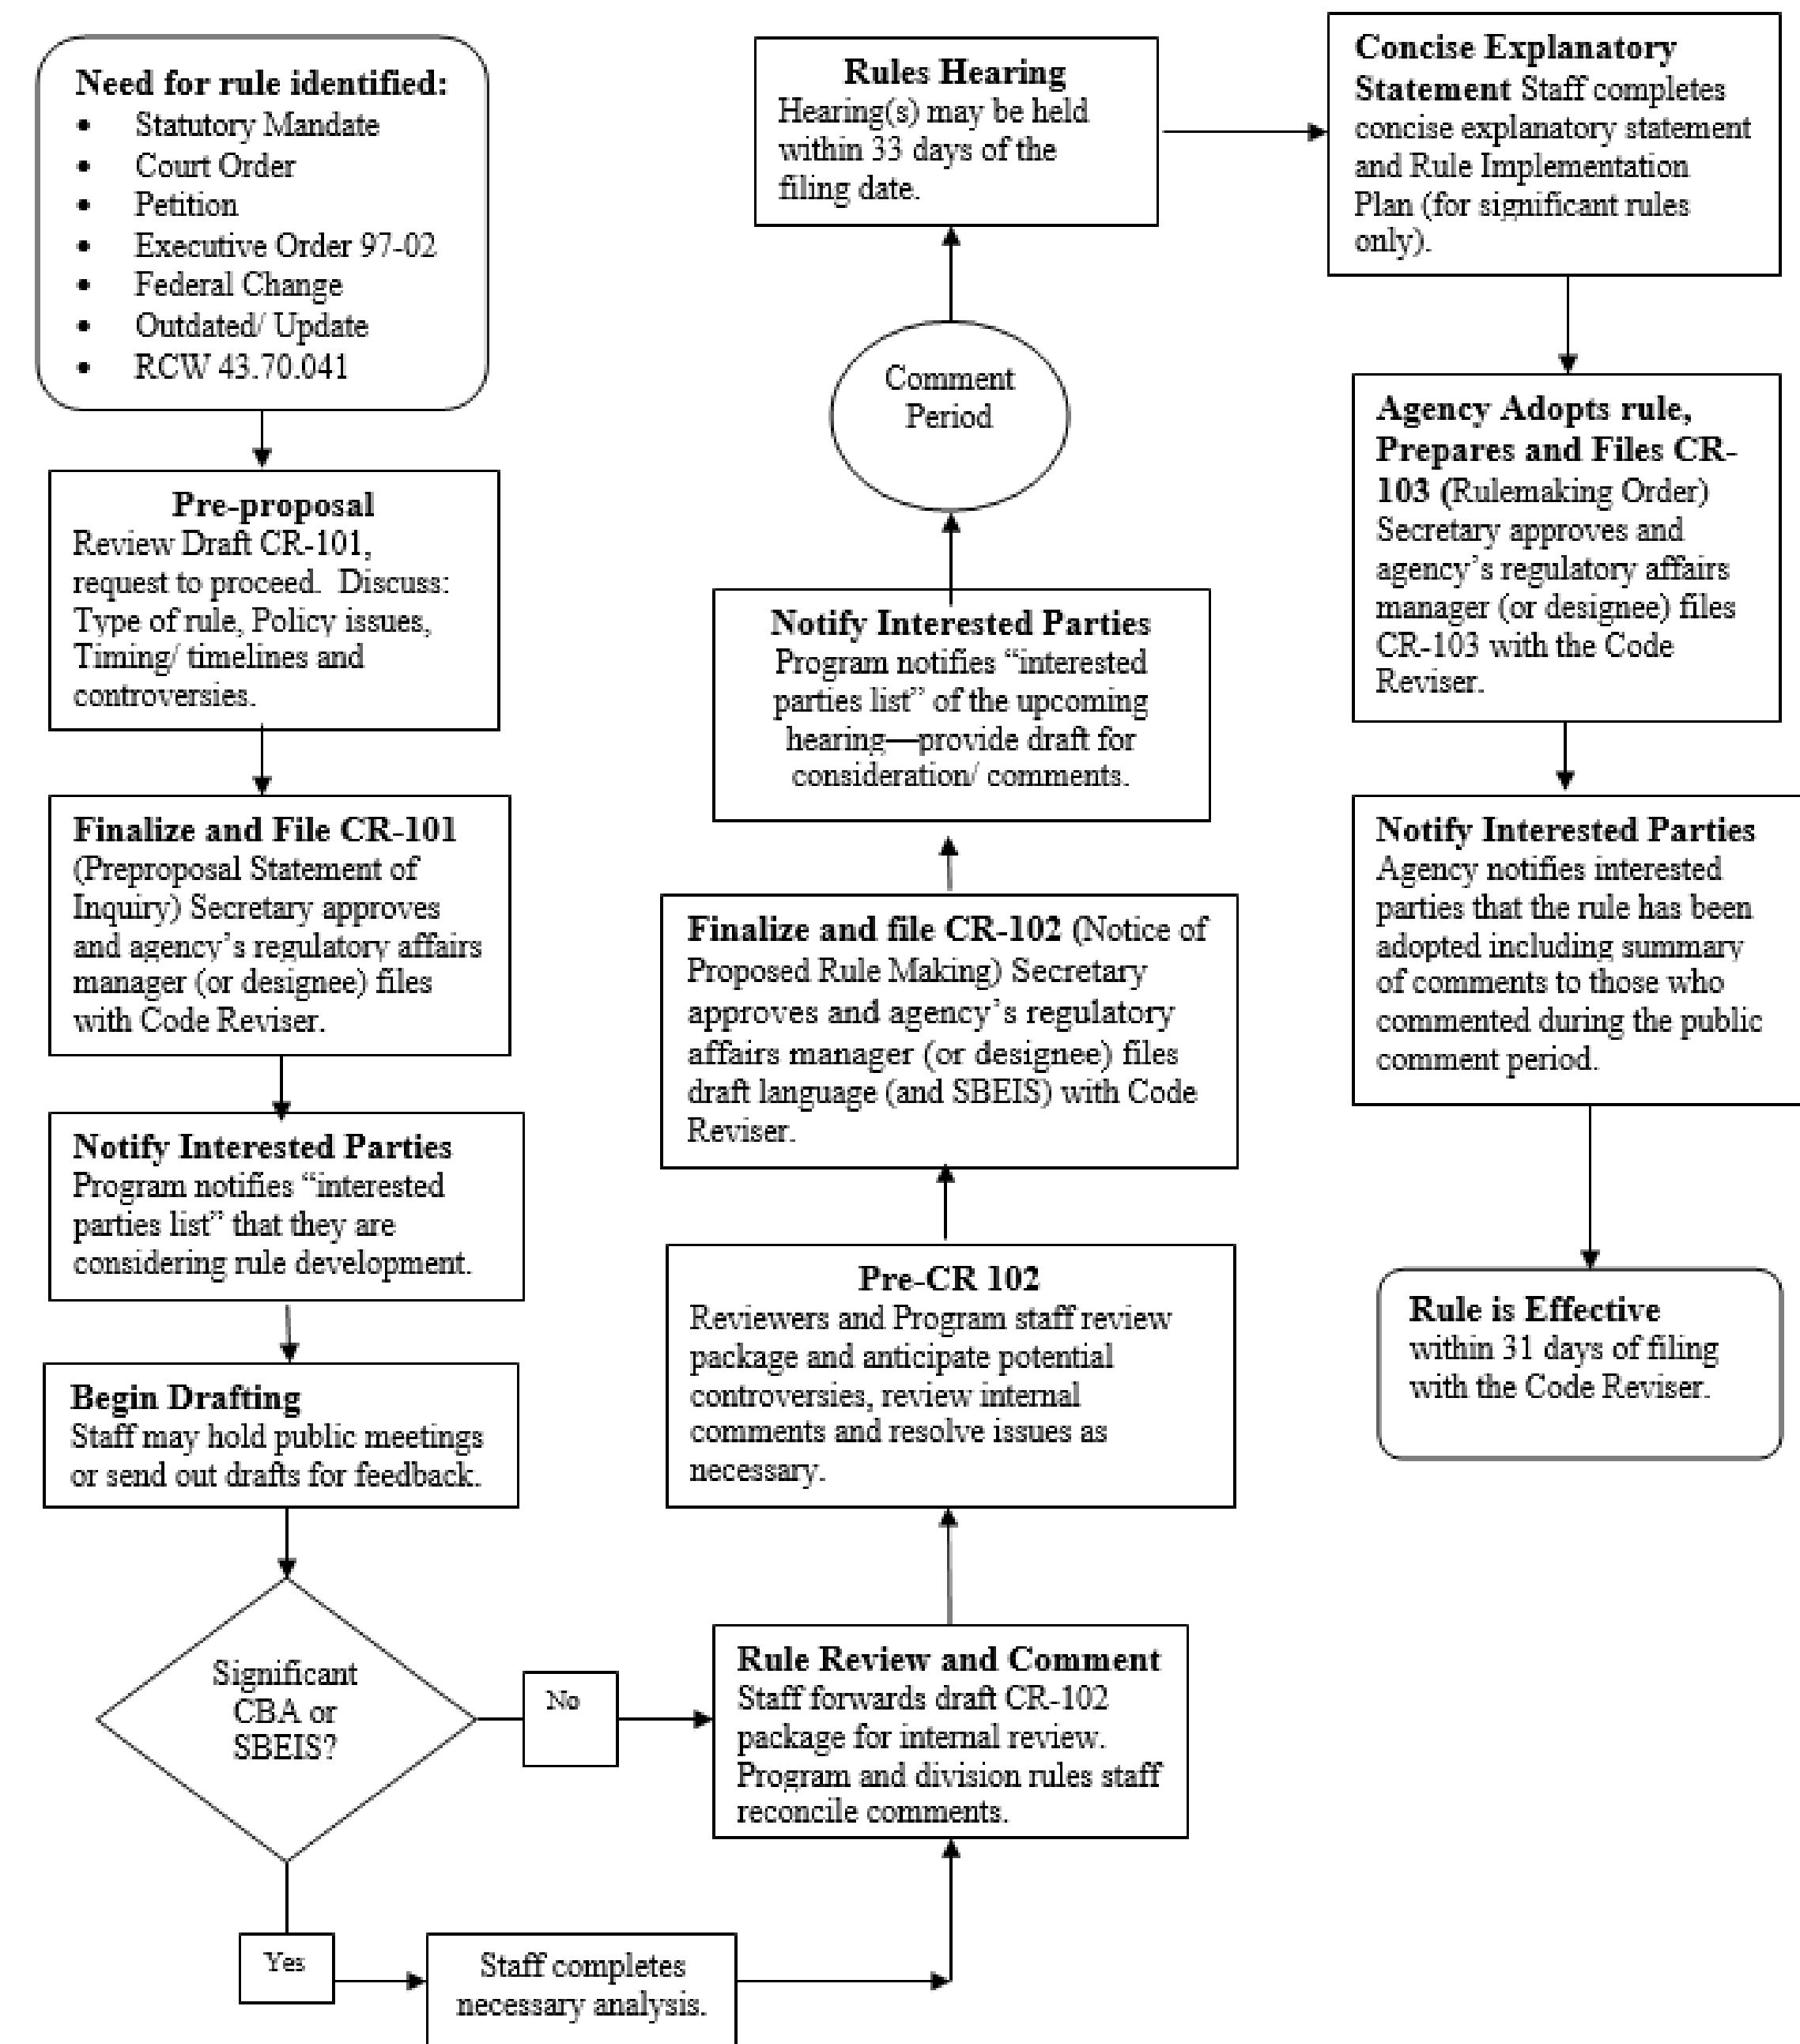 Need for rule identified:
• Statutory Mandate
• Court Order
• Petition
• Executive Order 97-02
• Federal Change
• Outdated/ Update
• RCW 43.70.041
Pre-proposal
Review Draft CR-101,
request to proceed.  Discuss:
Type of rule, Policy issues,
Timing/ timelines and
controversies.
Finalize and File CR-101
(Preproposal Statement of
Inquiry) Secretary approves
and agency’s regulatory affairs
manager (or designee) files
with Code Reviser.
Notify Interested Parties
Program notifies “interested
parties list” that they are
considering rule development.
Begin Drafting
Staff may hold public meetings
or send out drafts for feedback.
Significant
CBA or
SBEIS?
No
Yes
Staff completes
necessary analysis.
Rule Review and Comment
Staff forwards draft CR-102
package for internal review.
Program and division rules staff
reconcile comments.
Pre-CR 102
Reviewers and Program staff review
package and anticipate potential
controversies, review internal
comments and resolve issues as
necessary.
Finalize and file CR-102 (Notice of
Proposed Rule Making) Secretary
approves and agency’s regulatory
affairs manager (or designee) files
draft language (and SBEIS) with Code
Reviser.
Notify Interested Parties
Program notifies “interested
parties list” of the upcoming
hearing—provide draft for
consideration/ comments.
Comment
Period
Rules Hearing
Hearing(s) may be held
within 33 days of the
filing date.
Concise Explanatory
Statement Staff completes
concise explanatory statement
and Rule Implementation
Plan (for significant rules
only).
Agency Adopts rule,
Prepares and Files CR-
103 (Rulemaking Order)
Secretary approves and
agency’s regulatory affairs
manager (or designee) files
CR-103 with the Code
Reviser.
Notify Interested Parties
Agency notifies interested
parties that the rule has been
adopted including summary
of comments to those who
commented during the public
comment period.
Rule is Effective
within 31 days of filing
with the Code Reviser.